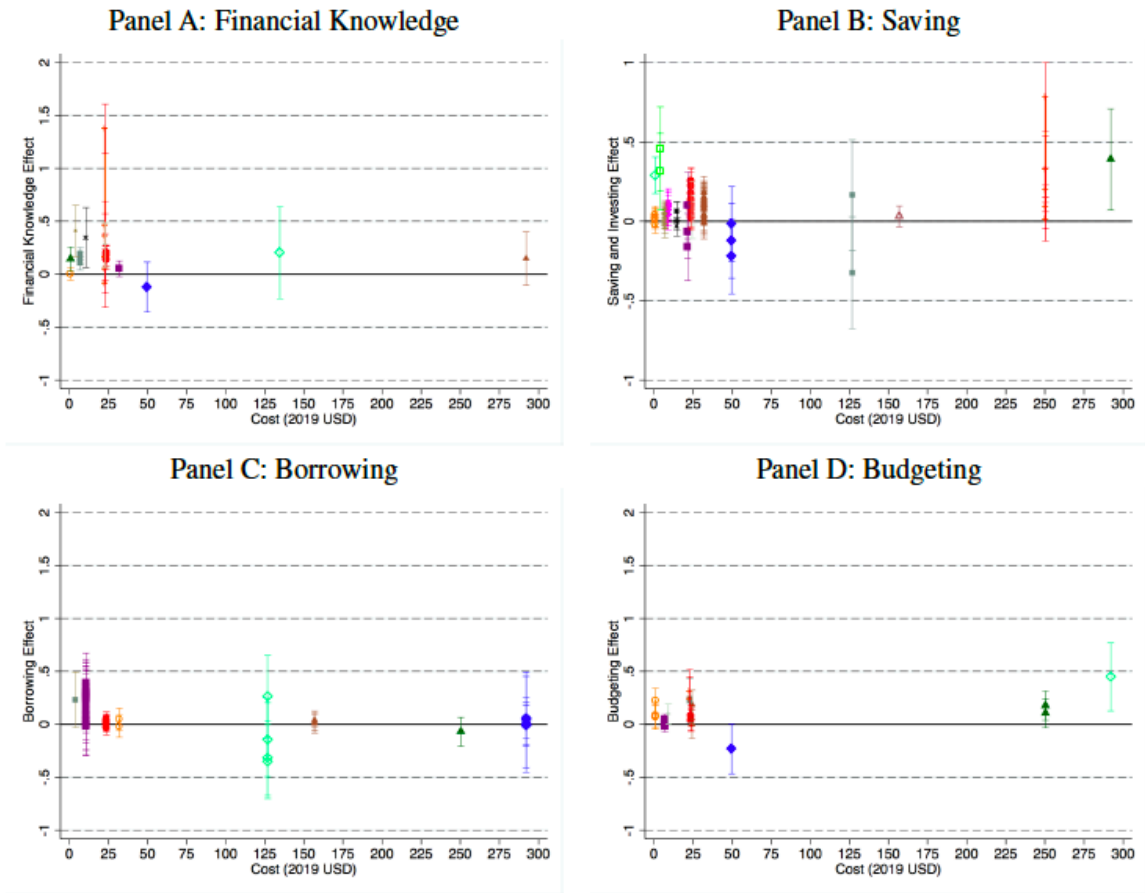 Panel A: Financial Knowledge
Financial Knowledge Effect
2
1.5
1
.5
0
-.5
-1
0 25 50 75 100 125 150 175 200 225 250 275 300
Cost (2019 USD)
Panel B: Saving
Saving and Investing Effect
1
.5
0
-.5
-1
0 25 50 75 100 125 150 175 200 225 250 275 300
Cost (2019 USD)
Panel C: Borrowing
Borrowing Effect
2
1.5
1
.5
0
-.5
-1
0 25 50 75 100 125 150 175 200 225 250 275 300
Cost (2019 USD)
Panel D: Budgeting
Budgeting Effect
2
1.5
1
.5
0
-.5
-1
0 25 50 75 100 125 150 175 200 225 250 275 300
Cost (2019 USD)